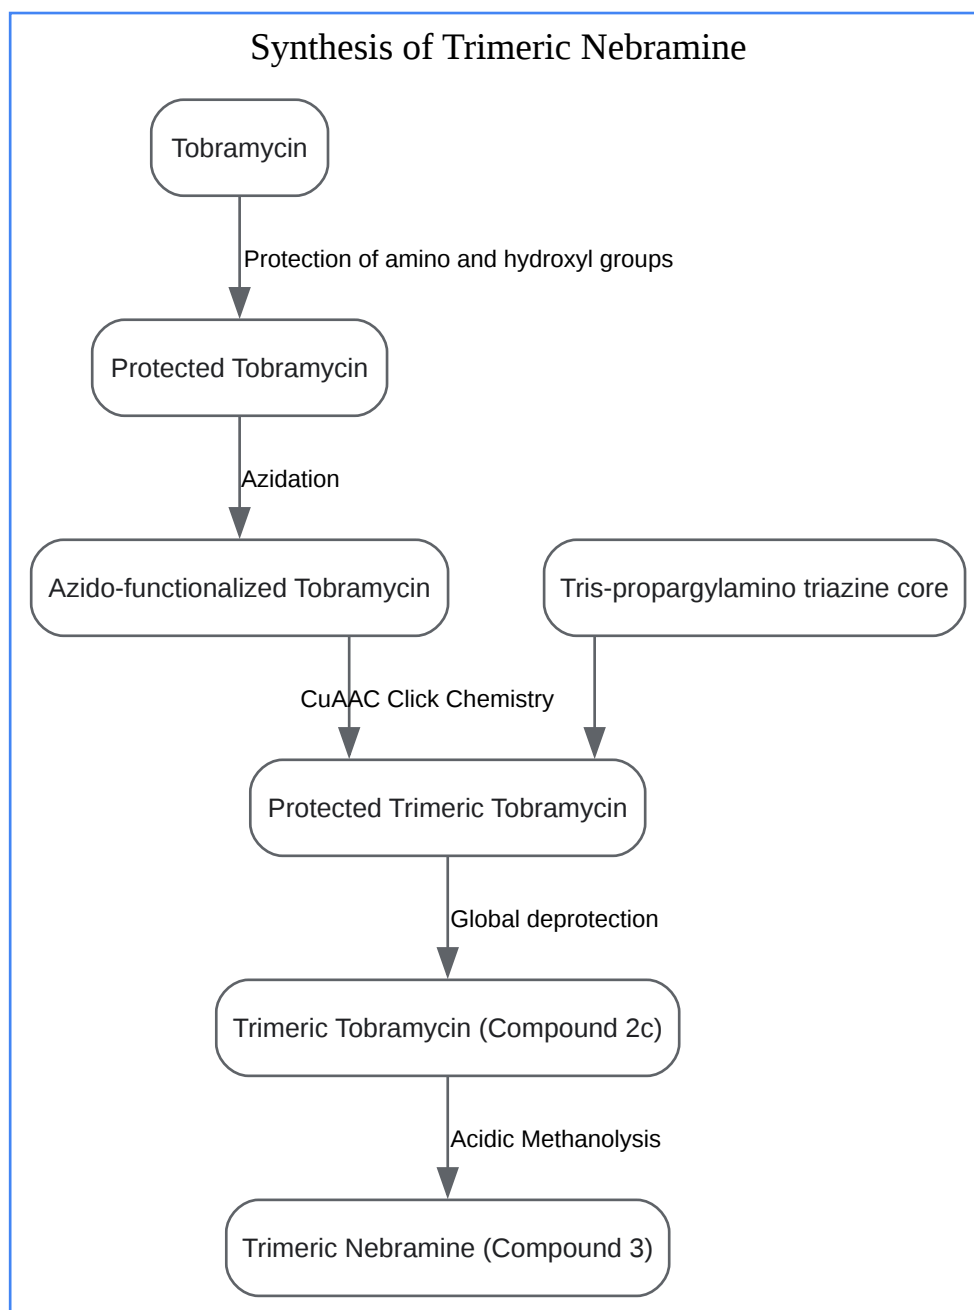 Synthesis of Trimeric Nebramine
Tobramycin
Protection of amino and hydroxyl groups
Protected Tobramycin
Azidation
Azido-functionalized Tobramycin
Tris-propargylamino triazine core
CuAAC Click Chemistry
Protected Trimeric Tobramycin
Global deprotection
Trimeric Tobramycin (Compound 2c)
Acidic Methanolysis
Trimeric Nebramine (Compound 3)